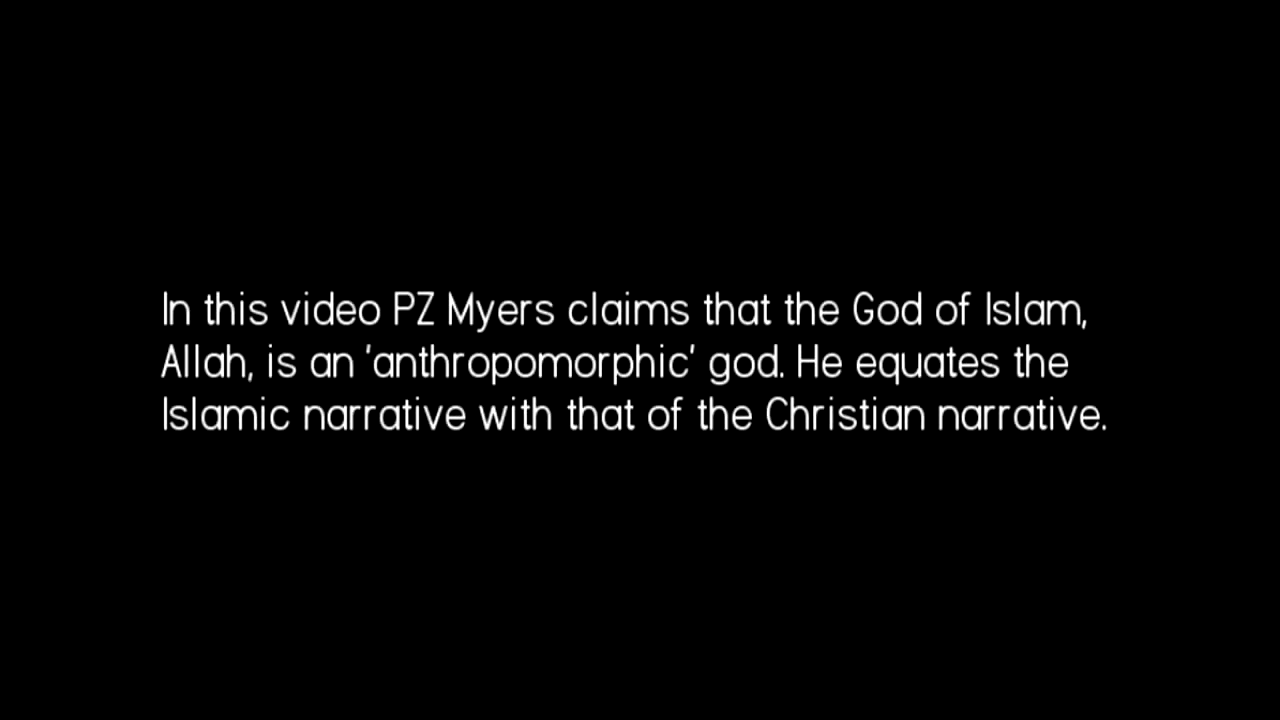 In this video PZ Myers claims that the God of Islam,
Allah, is an 'anthropomorphic' god. He equates the
Islamic narrative with that of the Christian narrative.